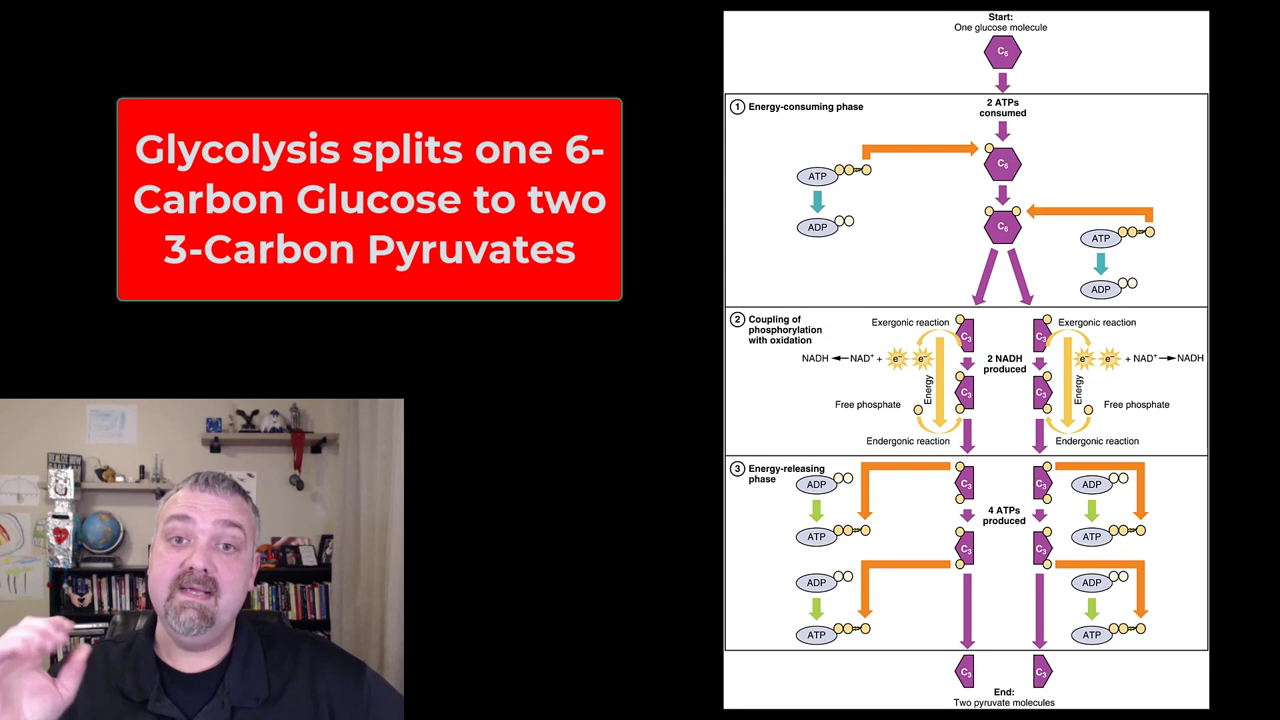 Glycolysis splits one 6-
Carbon Glucose to two
3-Carbon Pyruvates
Start:
One glucose molecule
C₆
1 Energy-consuming phase
2 ATPs
consumed
C₆
ATP
ADP
C₆
ATP
ADP
2 Coupling of
phosphorylation
with oxidation
Exergonic reaction
C₃
C₃
Exergonic reaction
NADH
NAD⁺ +
e⁻
e⁻
2 NADH
produced
e⁻
e⁻
+ NAD⁺
NADH
Energy
C₃
C₃
Energy
Free phosphate
Free phosphate
Endergonic reaction
Endergonic reaction
3 Energy-releasing
phase
ADP
C₃
C₃
ADP
4 ATPs
produced
ATP
C₃
C₃
ATP
ADP
ADP
ATP
ATP
C₃
C₃
End:
Two pyruvate molecules